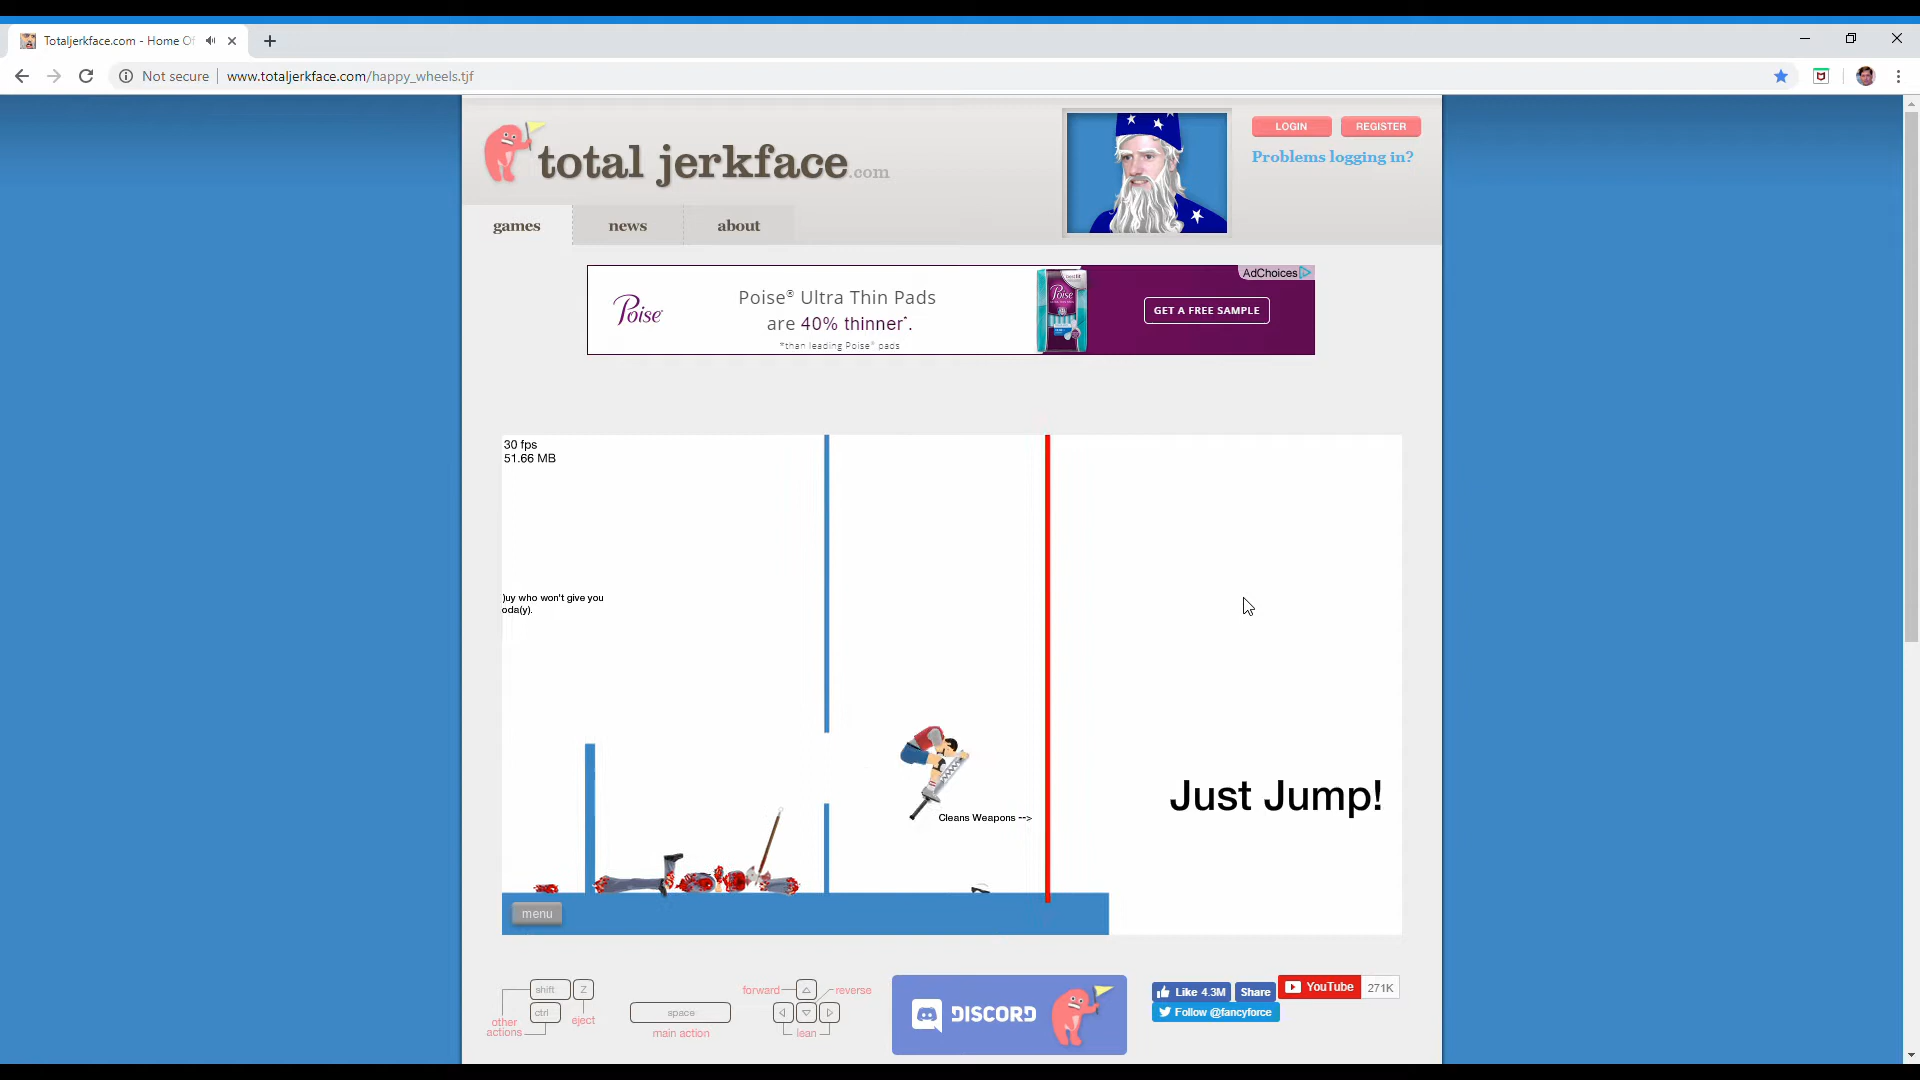 Totaljerkface.com - Home Of
Not secure
www.totaljerkface.com/happy_wheels.tjf
total jerkface.com
LOGIN
REGISTER
Problems logging in?
games
news
about
Poise
Poise® Ultra Thin Pads
are 40% thinner*.
*than leading Poise® pads
Poise
GET A FREE SAMPLE
AdChoices
30 fps
51.66 MB
uy who won't give you
oda(y).
Cleans Weapons -->
Just Jump!
menu
shift
Z
ctrl
other
actions
eject
space
main action
forward
reverse
lean
DISCORD
Like 4.3M
Share
YouTube
271K
Follow @fancyforce